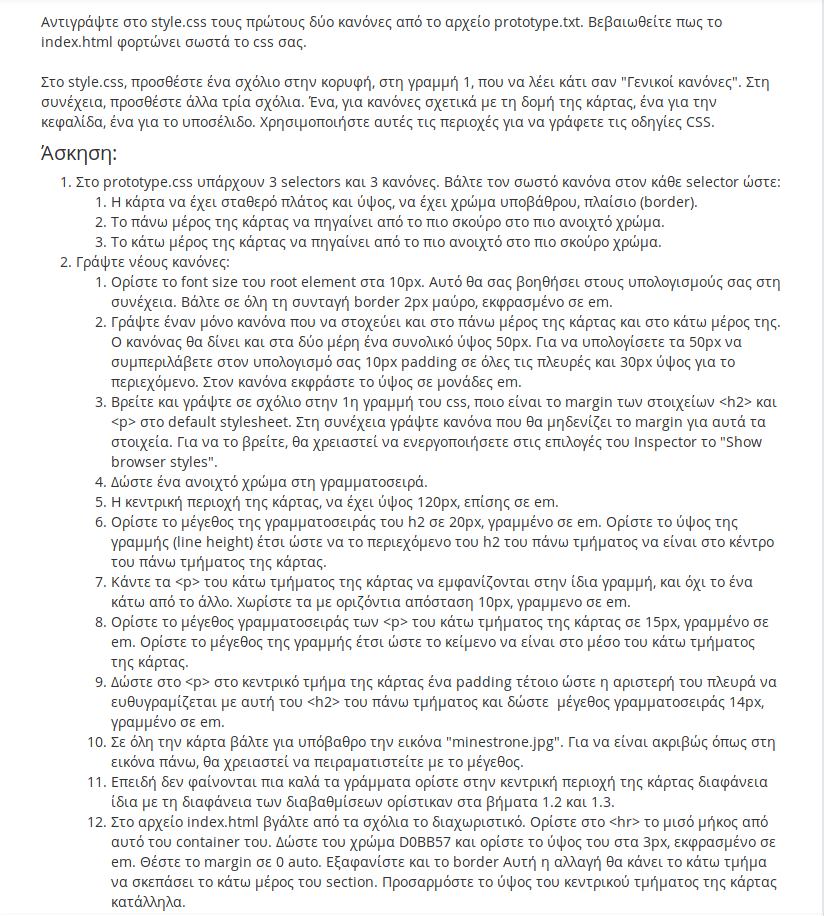 Αντιγράψτε στο style.css τους πρώτους δύο κανόνες από το αρχείο prototype.txt. Βεβαιωθείτε πως το
index.html φορτώνει σωστά το css σας.
Στο style.css, προσθέστε ένα σχόλιο στην κορυφή, στη γραμμή 1, που να λέει κάτι σαν "Γενικοί κανόνες". Στη
συνέχεια, προσθέστε άλλα τρία σχόλια. Ένα, για κανόνες σχετικά με τη δομή της κάρτας, ένα για την
κεφαλίδα, ένα για το υποσέλιδο. Χρησιμοποιήστε αυτές τις περιοχές για να γράφετε τις οδηγίες CSS.
Άσκηση:
1. Στο prototype.css υπάρχουν 3 selectors και 3 κανόνες. Βάλτε τον σωστό κανόνα στον κάθε selector ώστε:
1. Η κάρτα να έχει σταθερό πλάτος και ύψος, να έχει χρώμα υποβάθρου, πλαίσιο (border).
2. Το πάνω μέρος της κάρτας να πηγαίνει από το πιο σκούρο στο πιο ανοιχτό χρώμα.
3. Το κάτω μέρος της κάρτας να πηγαίνει από το πιο ανοιχτό στο πιο σκούρο χρώμα.
2. Γράψτε νέους κανόνες:
1. Ορίστε το font size του root element στα 10px. Αυτό θα σας βοηθήσει στους υπολογισμούς σας στη
συνέχεια. Βάλτε σε όλη τη συνταγή border 2px μαύρο, εκφρασμένο σε em.
2. Γράψτε έναν μόνο κανόνα που να στοχεύει και στο πάνω μέρος της κάρτας και στο κάτω μέρος της.
Ο κανόνας θα δίνει και στα δύο μέρη ένα συνολικό ύψος 50px. Για να υπολογίσετε τα 50px να
συμπεριλάβετε στον υπολογισμό σας 10px padding σε όλες τις πλευρές και 30px ύψος για το
περιεχόμενο. Στον κανόνα εκφράστε το ύψος σε μονάδες em.
3. Βρείτε και γράψτε σε σχόλιο στην 1η γραμμή του css, ποιο είναι το margin των στοιχείων <h2> και
<p> στο default stylesheet. Στη συνέχεια γράψτε κανόνα που θα μηδενίζει το margin για αυτά τα
στοιχεία. Για να το βρείτε, θα χρειαστεί να ενεργοποιήσετε στις επιλογές του Inspector το "Show
browser styles".
4. Δώστε ένα ανοιχτό χρώμα στη γραμματοσειρά.
5. Η κεντρική περιοχή της κάρτας, να έχει ύψος 120px, επίσης σε em.
6. Ορίστε το μέγεθος της γραμματοσειράς του h2 σε 20px, γραμμένο σε em. Ορίστε το ύψος της
γραμμής (line height) έτσι ώστε να το περιεχόμενο του h2 του πάνω τμήματος να είναι στο κέντρο
του πάνω τμήματος της κάρτας.
7. Κάντε τα <p> του κάτω τμήματος της κάρτας να εμφανίζονται στην ίδια γραμμή, και όχι το ένα
κάτω από το άλλο. Χωρίστε τα με οριζόντια απόσταση 10px, γραμμενο σε em.
8. Ορίστε το μέγεθος γραμματοσειράς των <p> του κάτω τμήματος της κάρτας σε 15px, γραμμένο σε
em. Ορίστε το μέγεθος της γραμμής έτσι ώστε το κείμενο να είναι στο μέσο του κάτω τμήματος
της κάρτας.
9. Δώστε στο <p> στο κεντρικό τμήμα της κάρτας ένα padding τέτοιο ώστε η αριστερή του πλευρά να
ευθυγραμίζεται με αυτή του <h2> του πάνω τμήματος και δώστε  μέγεθος γραμματοσειράς 14px,
γραμμένο σε em.
10. Σε όλη την κάρτα βάλτε για υπόβαθρο την εικόνα "minestrone.jpg". Για να είναι ακριβώς όπως στη
εικόνα πάνω, θα χρειαστεί να πειραματιστείτε με το μέγεθος.
11. Επειδή δεν φαίνονται πια καλά τα γράμματα ορίστε στην κεντρική περιοχή της κάρτας διαφάνεια
ίδια με τη διαφάνεια των διαβαθμίσεων ορίστικαν στα βήματα 1.2 και 1.3.
12. Στο αρχείο index.html βγάλτε από τα σχόλια το διαχωριστικό. Ορίστε στο <hr> το μισό μήκος από
αυτό του container του. Δώστε του χρώμα D0BB57 και ορίστε το ύψος του στα 3px, εκφρασμένο σε
em. Θέστε το margin σε 0 auto. Εξαφανίστε και το border Αυτή η αλλαγή θα κάνει το κάτω τμήμα
να σκεπάσει το κάτω μέρος του section. Προσαρμόστε το ύψος του κεντρικού τμήματος της κάρτας
κατάλληλα.